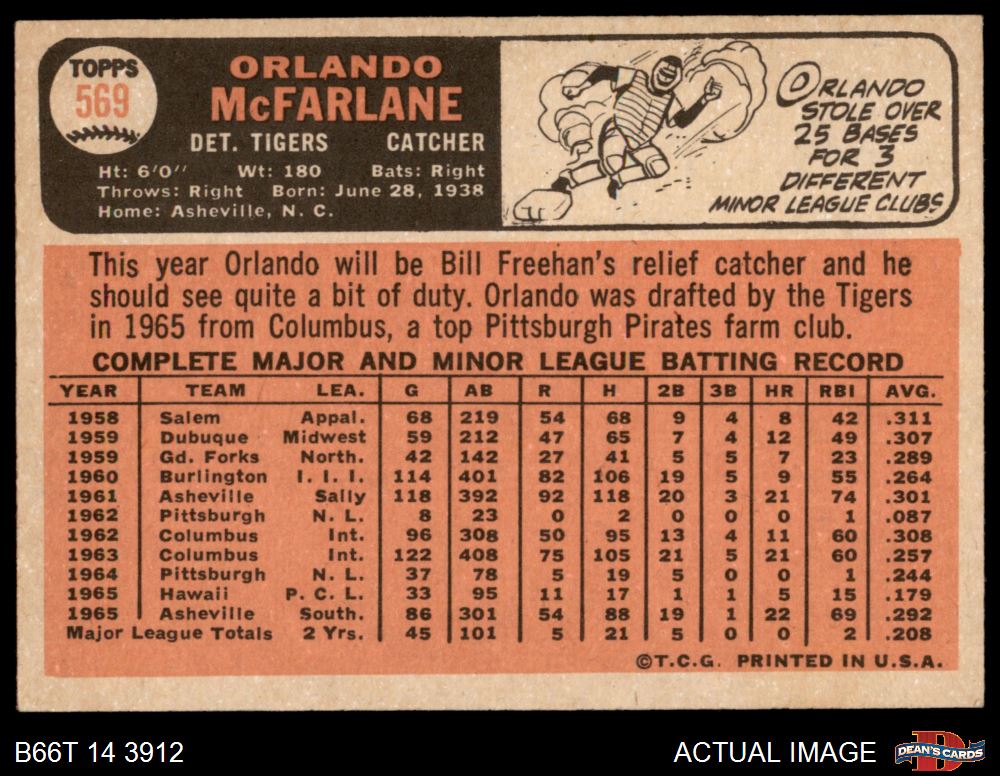 TOPPS
569
ORLANDO
McFARLANE
DET. TIGERS CATCHER
Ht: 6'0" Wt: 180 Bats: Right
Throws: Right Born: June 28, 1938
Home: Asheville, N. C.
ORLANDO
STOLE OVER
25 BASES
FOR 3
DIFFERENT
MINOR LEAGUE CLUBS
This year Orlando will be Bill Freehan's relief catcher and he
should see quite a bit of duty. Orlando was drafted by the Tigers
in 1965 from Columbus, a top Pittsburgh Pirates farm club.
COMPLETE MAJOR AND MINOR LEAGUE BATTING RECORD
YEAR TEAM LEA. G AB R H 2B 3B HR RBI AVG.
1958 Salem Appal. 68 219 54 68 9 4 8 42 .311
1959 Dubuque Midwest 59 212 47 65 7 4 12 49 .307
1959 Gd. Forks North. 42 142 27 41 5 5 7 23 .289
1960 Burlington I. I. I. 114 401 82 106 19 5 9 55 .264
1961 Asheville Sally 118 392 92 118 20 3 21 74 .301
1962 Pittsburgh N. L. 8 23 0 2 0 0 0 1 .087
1962 Columbus Int. 96 308 50 95 13 4 11 60 .308
1963 Columbus Int. 122 408 75 105 21 5 21 60 .257
1964 Pittsburgh N. L. 37 78 5 19 5 0 0 1 .244
1965 Hawaii P. C. L. 33 95 11 17 1 1 5 15 .179
1965 Asheville South. 86 301 54 88 19 1 22 69 .292
Major League Totals 2 Yrs. 45 101 5 21 5 0 0 2 .208
©T.C.G. PRINTED IN U.S.A.
B66T 14 3912 ACTUAL IMAGE D DEAN'S CARDS